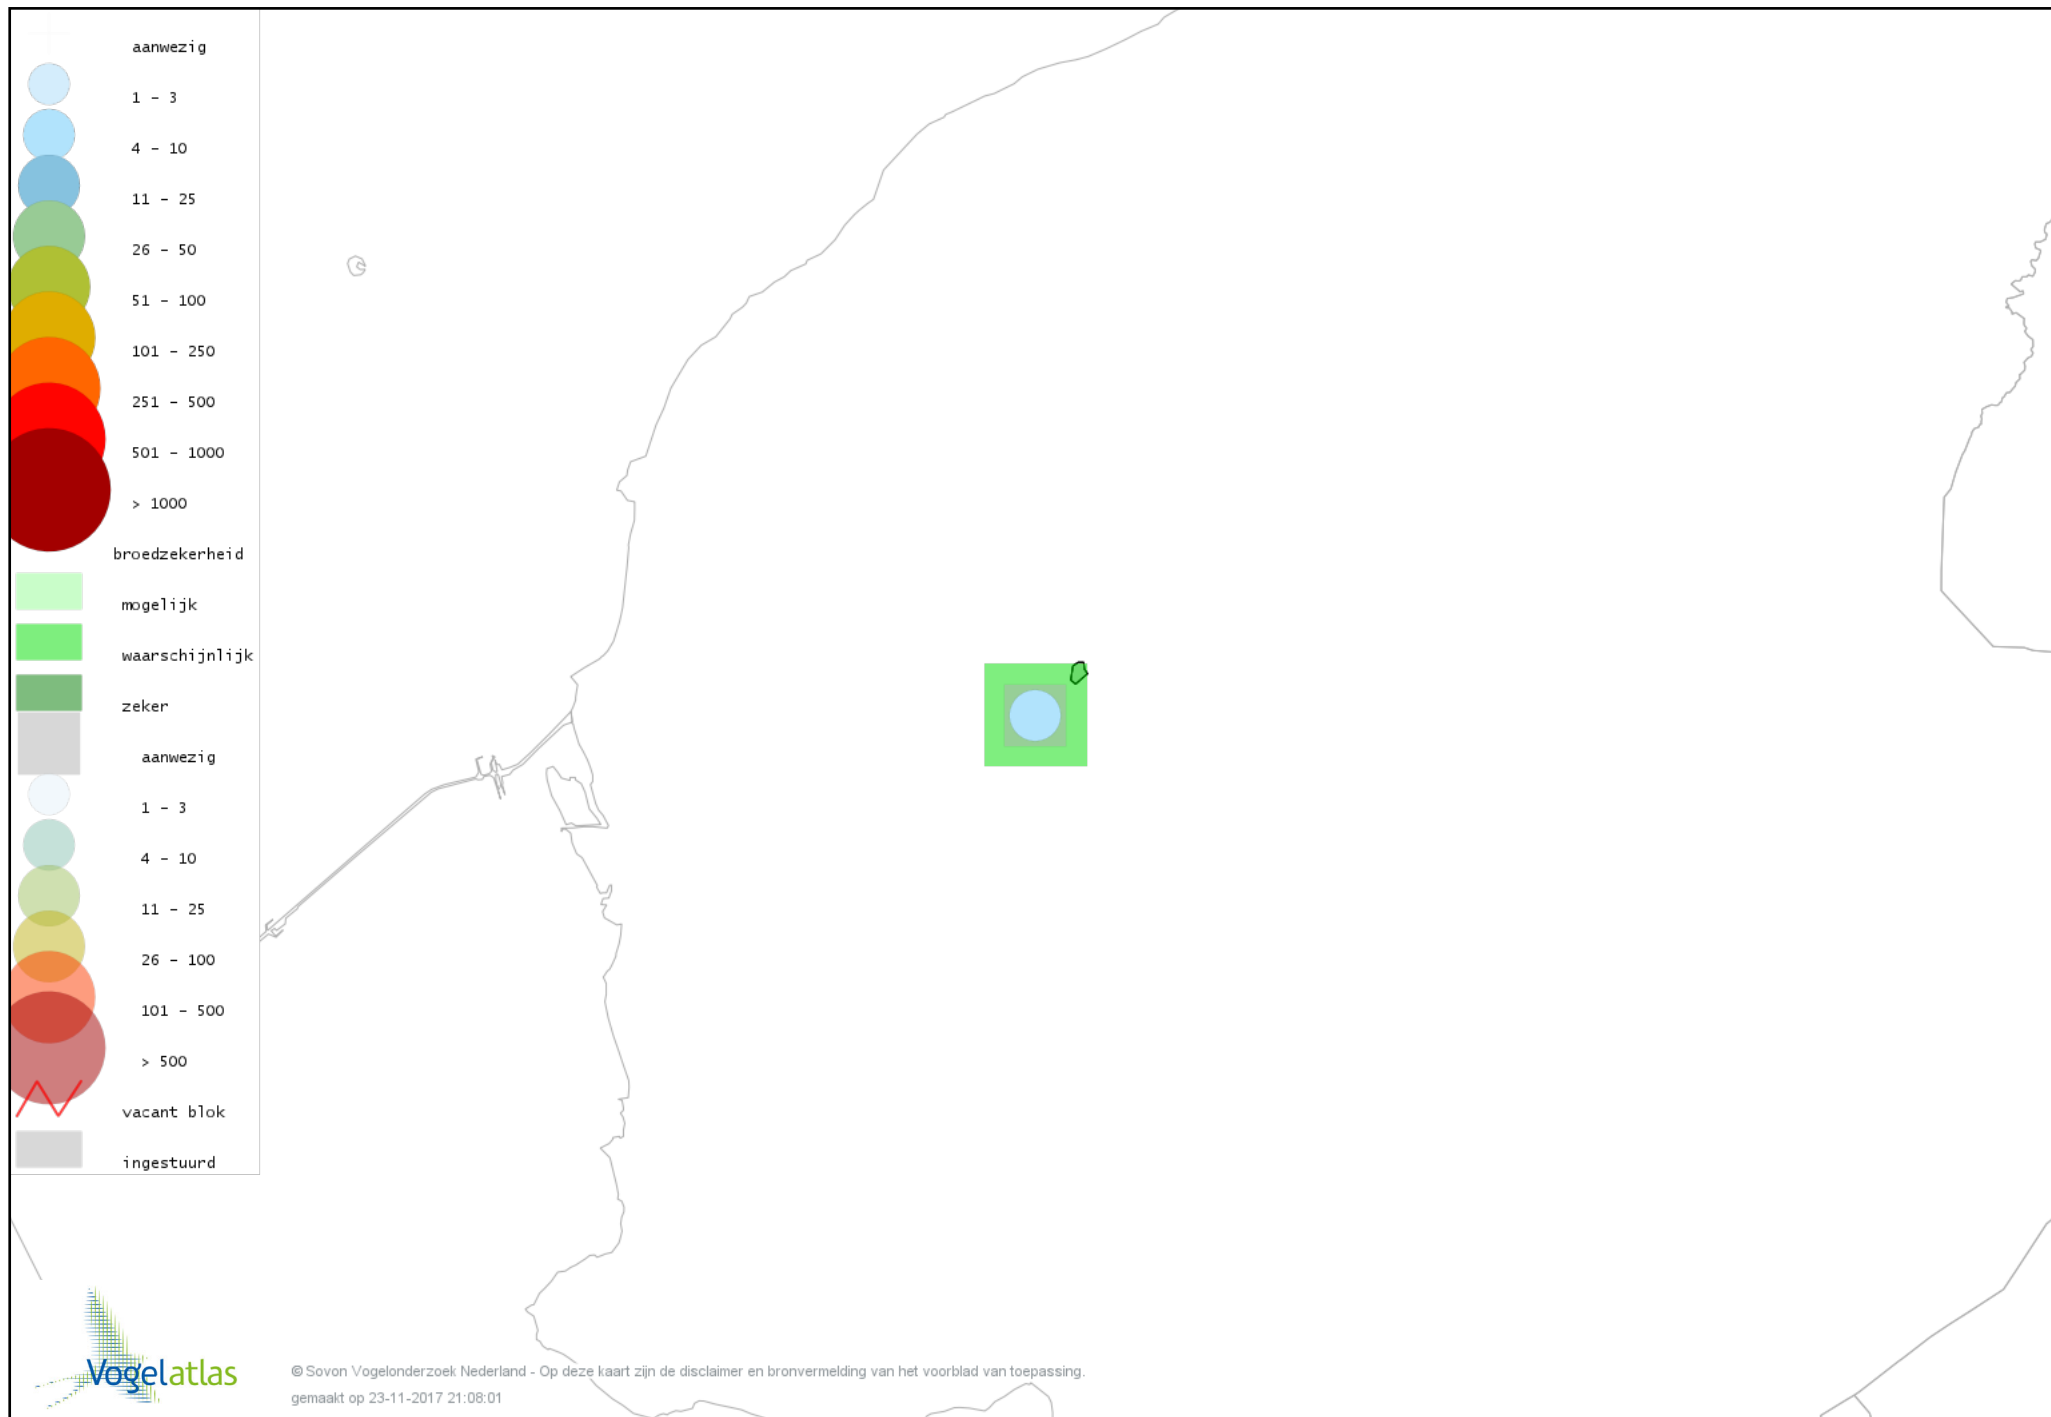 aanwezig
1 - 3
4 - 10
11 - 25
26 - 50
51 - 100
101 - 250
251 - 500
501 - 1000
> 1000
broedzekerheid
mogelijk
waarschijnlijk
zeker
aanwezig
1 - 3
4 - 10
11 - 25
26 - 100
101 - 500
> 500
vacant blok
ingestuurd
Vogelatlas
© Sovon Vogelonderzoek Nederland - Op deze kaart zijn de disclaimer en bronvermelding van het voorblad van toepassing.
gemaakt op 23-11-2017 21:08:01